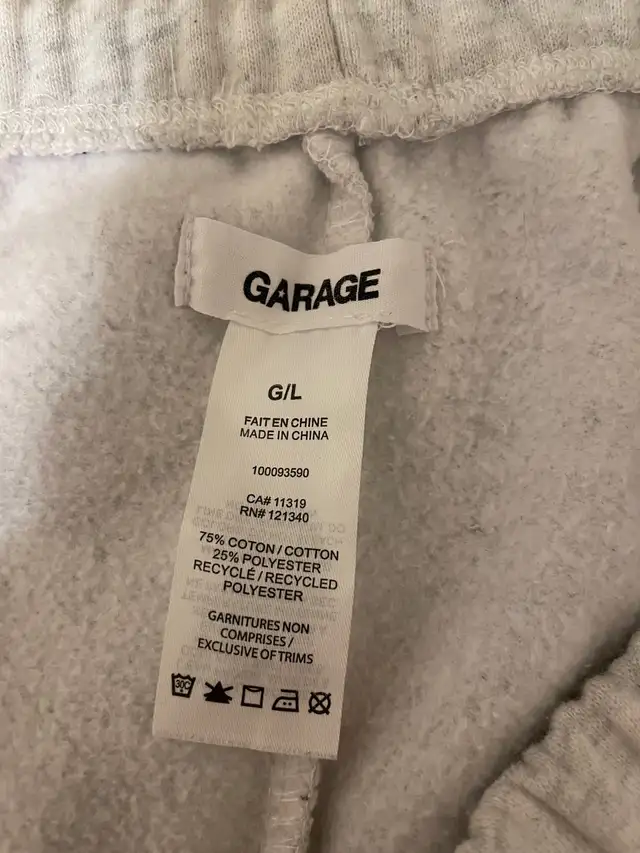 GARAGE
G/L
FAIT EN CHINE
MADE IN CHINA
100093590
CA# 11319
RN# 121340
75% COTON / COTTON
25% POLYESTER
RECYCLÉ / RECYCLED
POLYESTER
GARNITURES NON
COMPRISES /
EXCLUSIVE OF TRIMS
30C